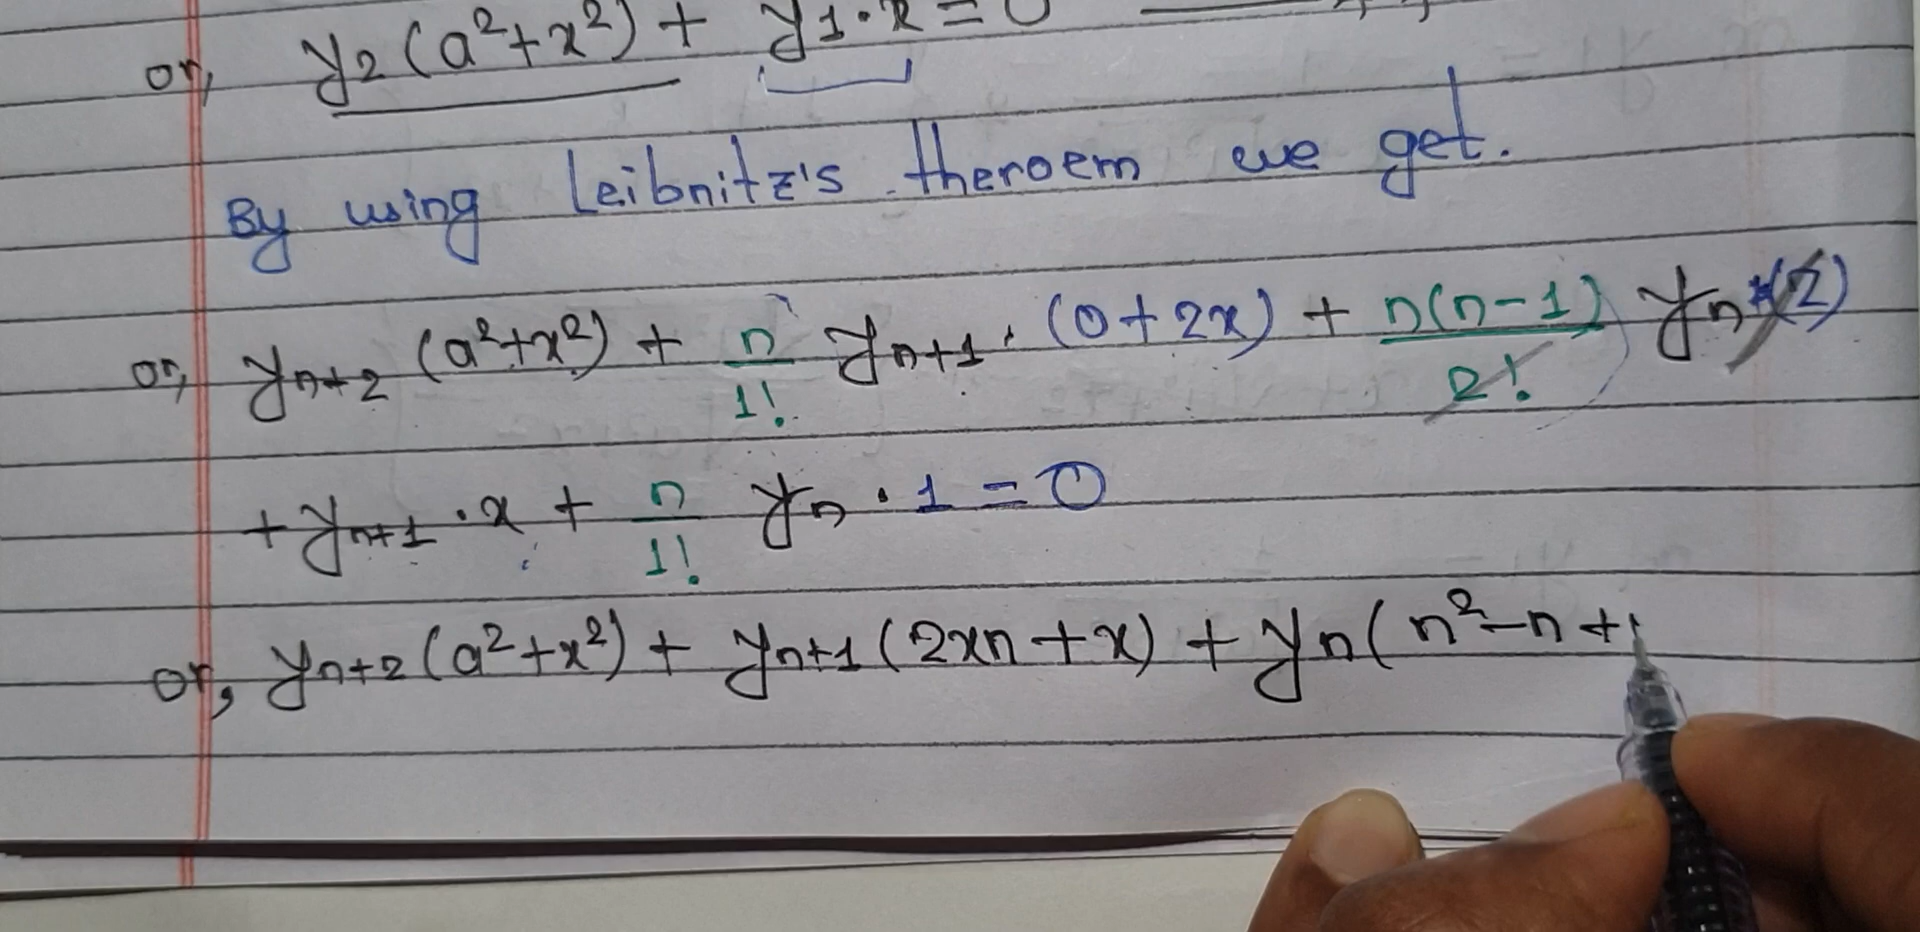 or, y₂ (a²+x²) + y₁·x = 0
By using Leibnitz's theroem we get.
or, yₙ₊₂ (a²+x²) + n/1! yₙ₊₁ · (0+2x) + n(n-1)/2! yₙ*(2)
+ yₙ₊₁ ·x + n/1! yₙ · 1 = 0
or, yₙ₊₂ (a²+x²) + yₙ₊₁ (2xn + x) + yₙ ( n²-n +